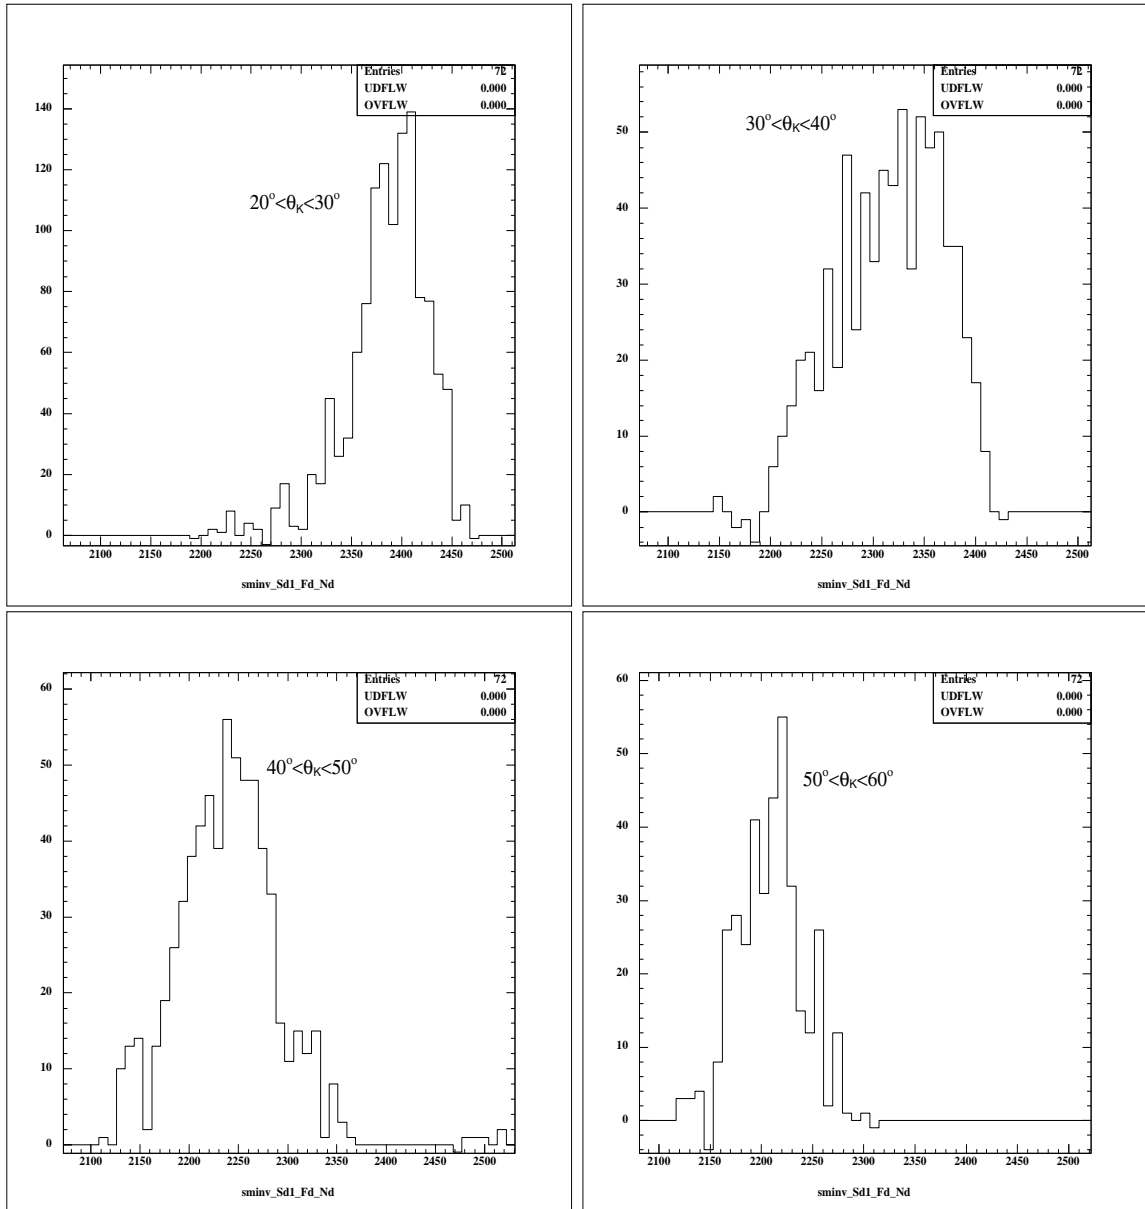 Entries 72
UDFLW 0.000
OVFLW 0.000
140
120
100
80
60
40
20
0
20°<θK<30°
2100 2150 2200 2250 2300 2350 2400 2450 2500
sminv_Sd1_Fd_Nd
Entries 72
UDFLW 0.000
OVFLW 0.000
50
40
30
20
10
0
30°<θK<40°
2100 2150 2200 2250 2300 2350 2400 2450 2500
sminv_Sd1_Fd_Nd
Entries 72
UDFLW 0.000
OVFLW 0.000
60
50
40
30
20
10
0
40°<θK<50°
2100 2150 2200 2250 2300 2350 2400 2450 2500
sminv_Sd1_Fd_Nd
Entries 72
UDFLW 0.000
OVFLW 0.000
60
50
40
30
20
10
0
50°<θK<60°
2100 2150 2200 2250 2300 2350 2400 2450 2500
sminv_Sd1_Fd_Nd